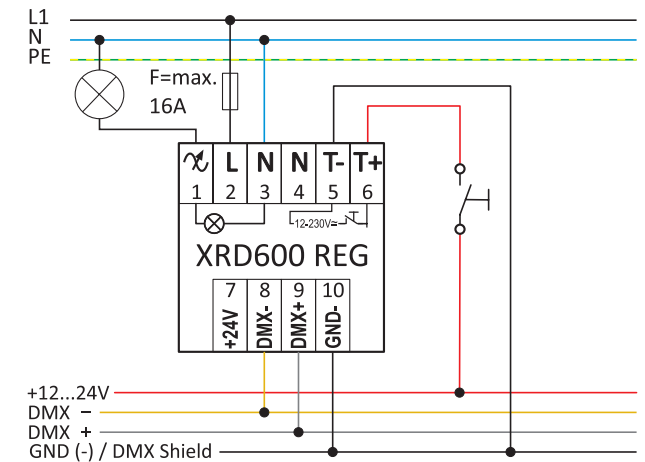 L1
N
PE
F=max.
16A
L N N T- T+
1 2 3 4 5 6
12-230V≂
XRD600 REG
7 8 9 10
+24V
DMX-
DMX+
GND-
+12...24V
DMX –
DMX +
GND (-) / DMX Shield